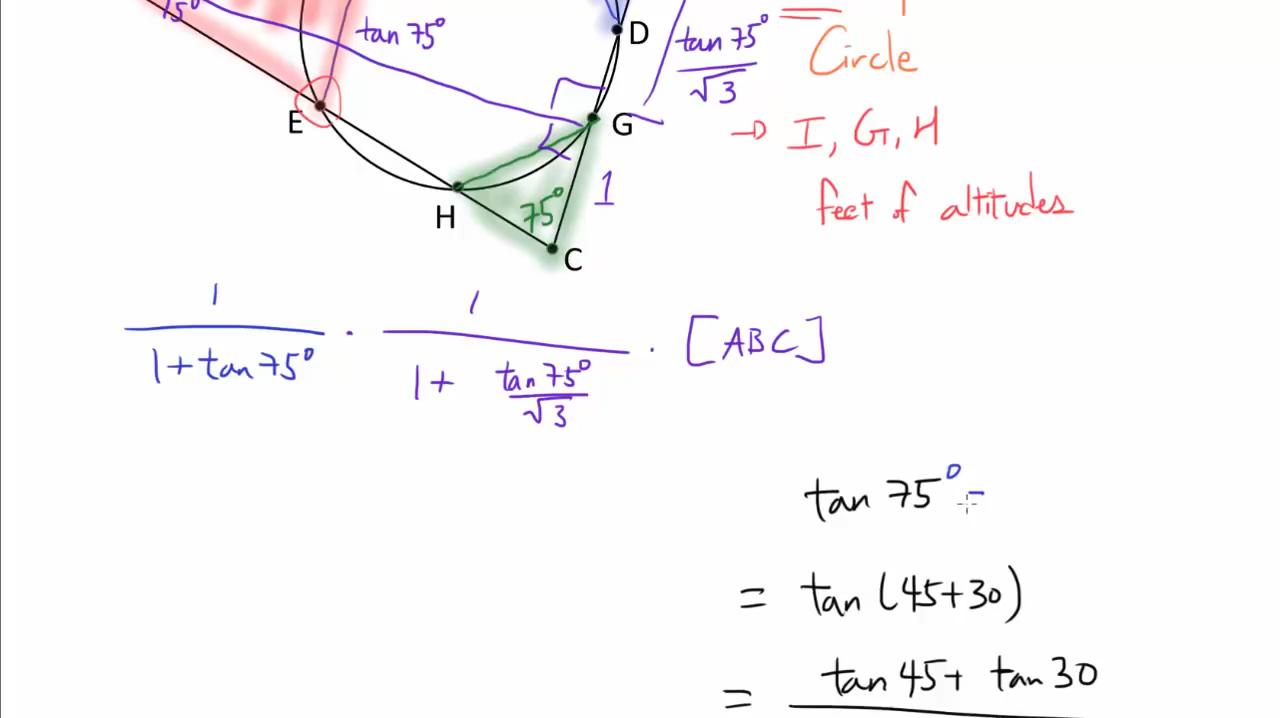 75°
tan 75°
D
tan 75°
√3
Circle
E
G
→ I, G, H
1
feet of altitudes
H
75°
C
1
1
1 + tan 75°
·
1 + tan 75°
√3
· [ABC]
tan 75° -
= tan (45+30)
= tan 45 + tan 30